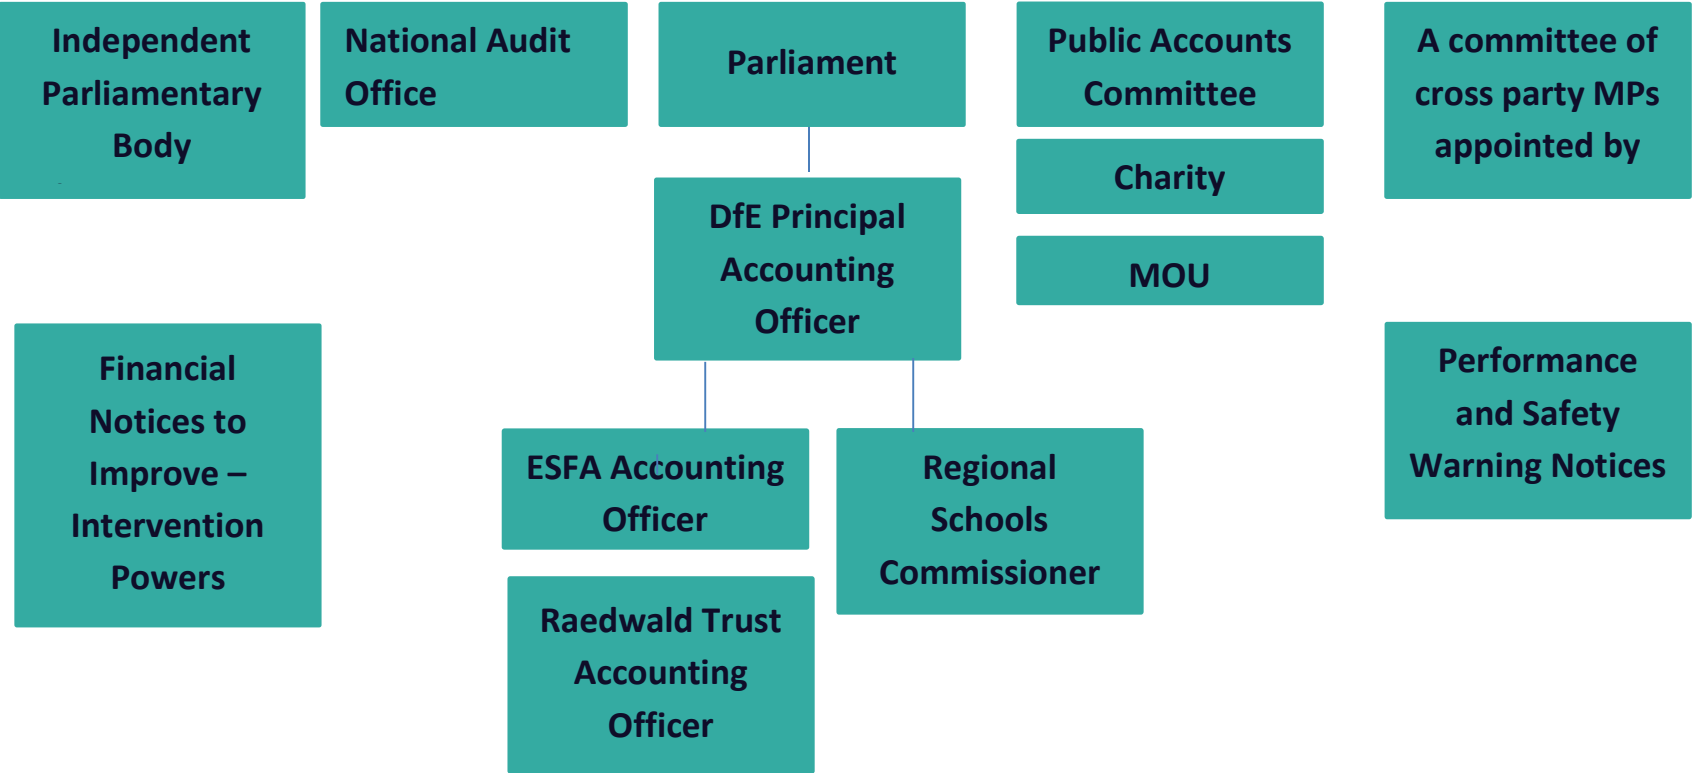 Independent
Parliamentary
Body
National Audit
Office
Parliament
Public Accounts
Committee
A committee of
cross party MPs
appointed by
Charity
DfE Principal
Accounting
Officer
MOU
Financial
Notices to
Improve –
Intervention
Powers
Performance
and Safety
Warning Notices
ESFA Accounting
Officer
Regional
Schools
Commissioner
Raedwald Trust
Accounting
Officer